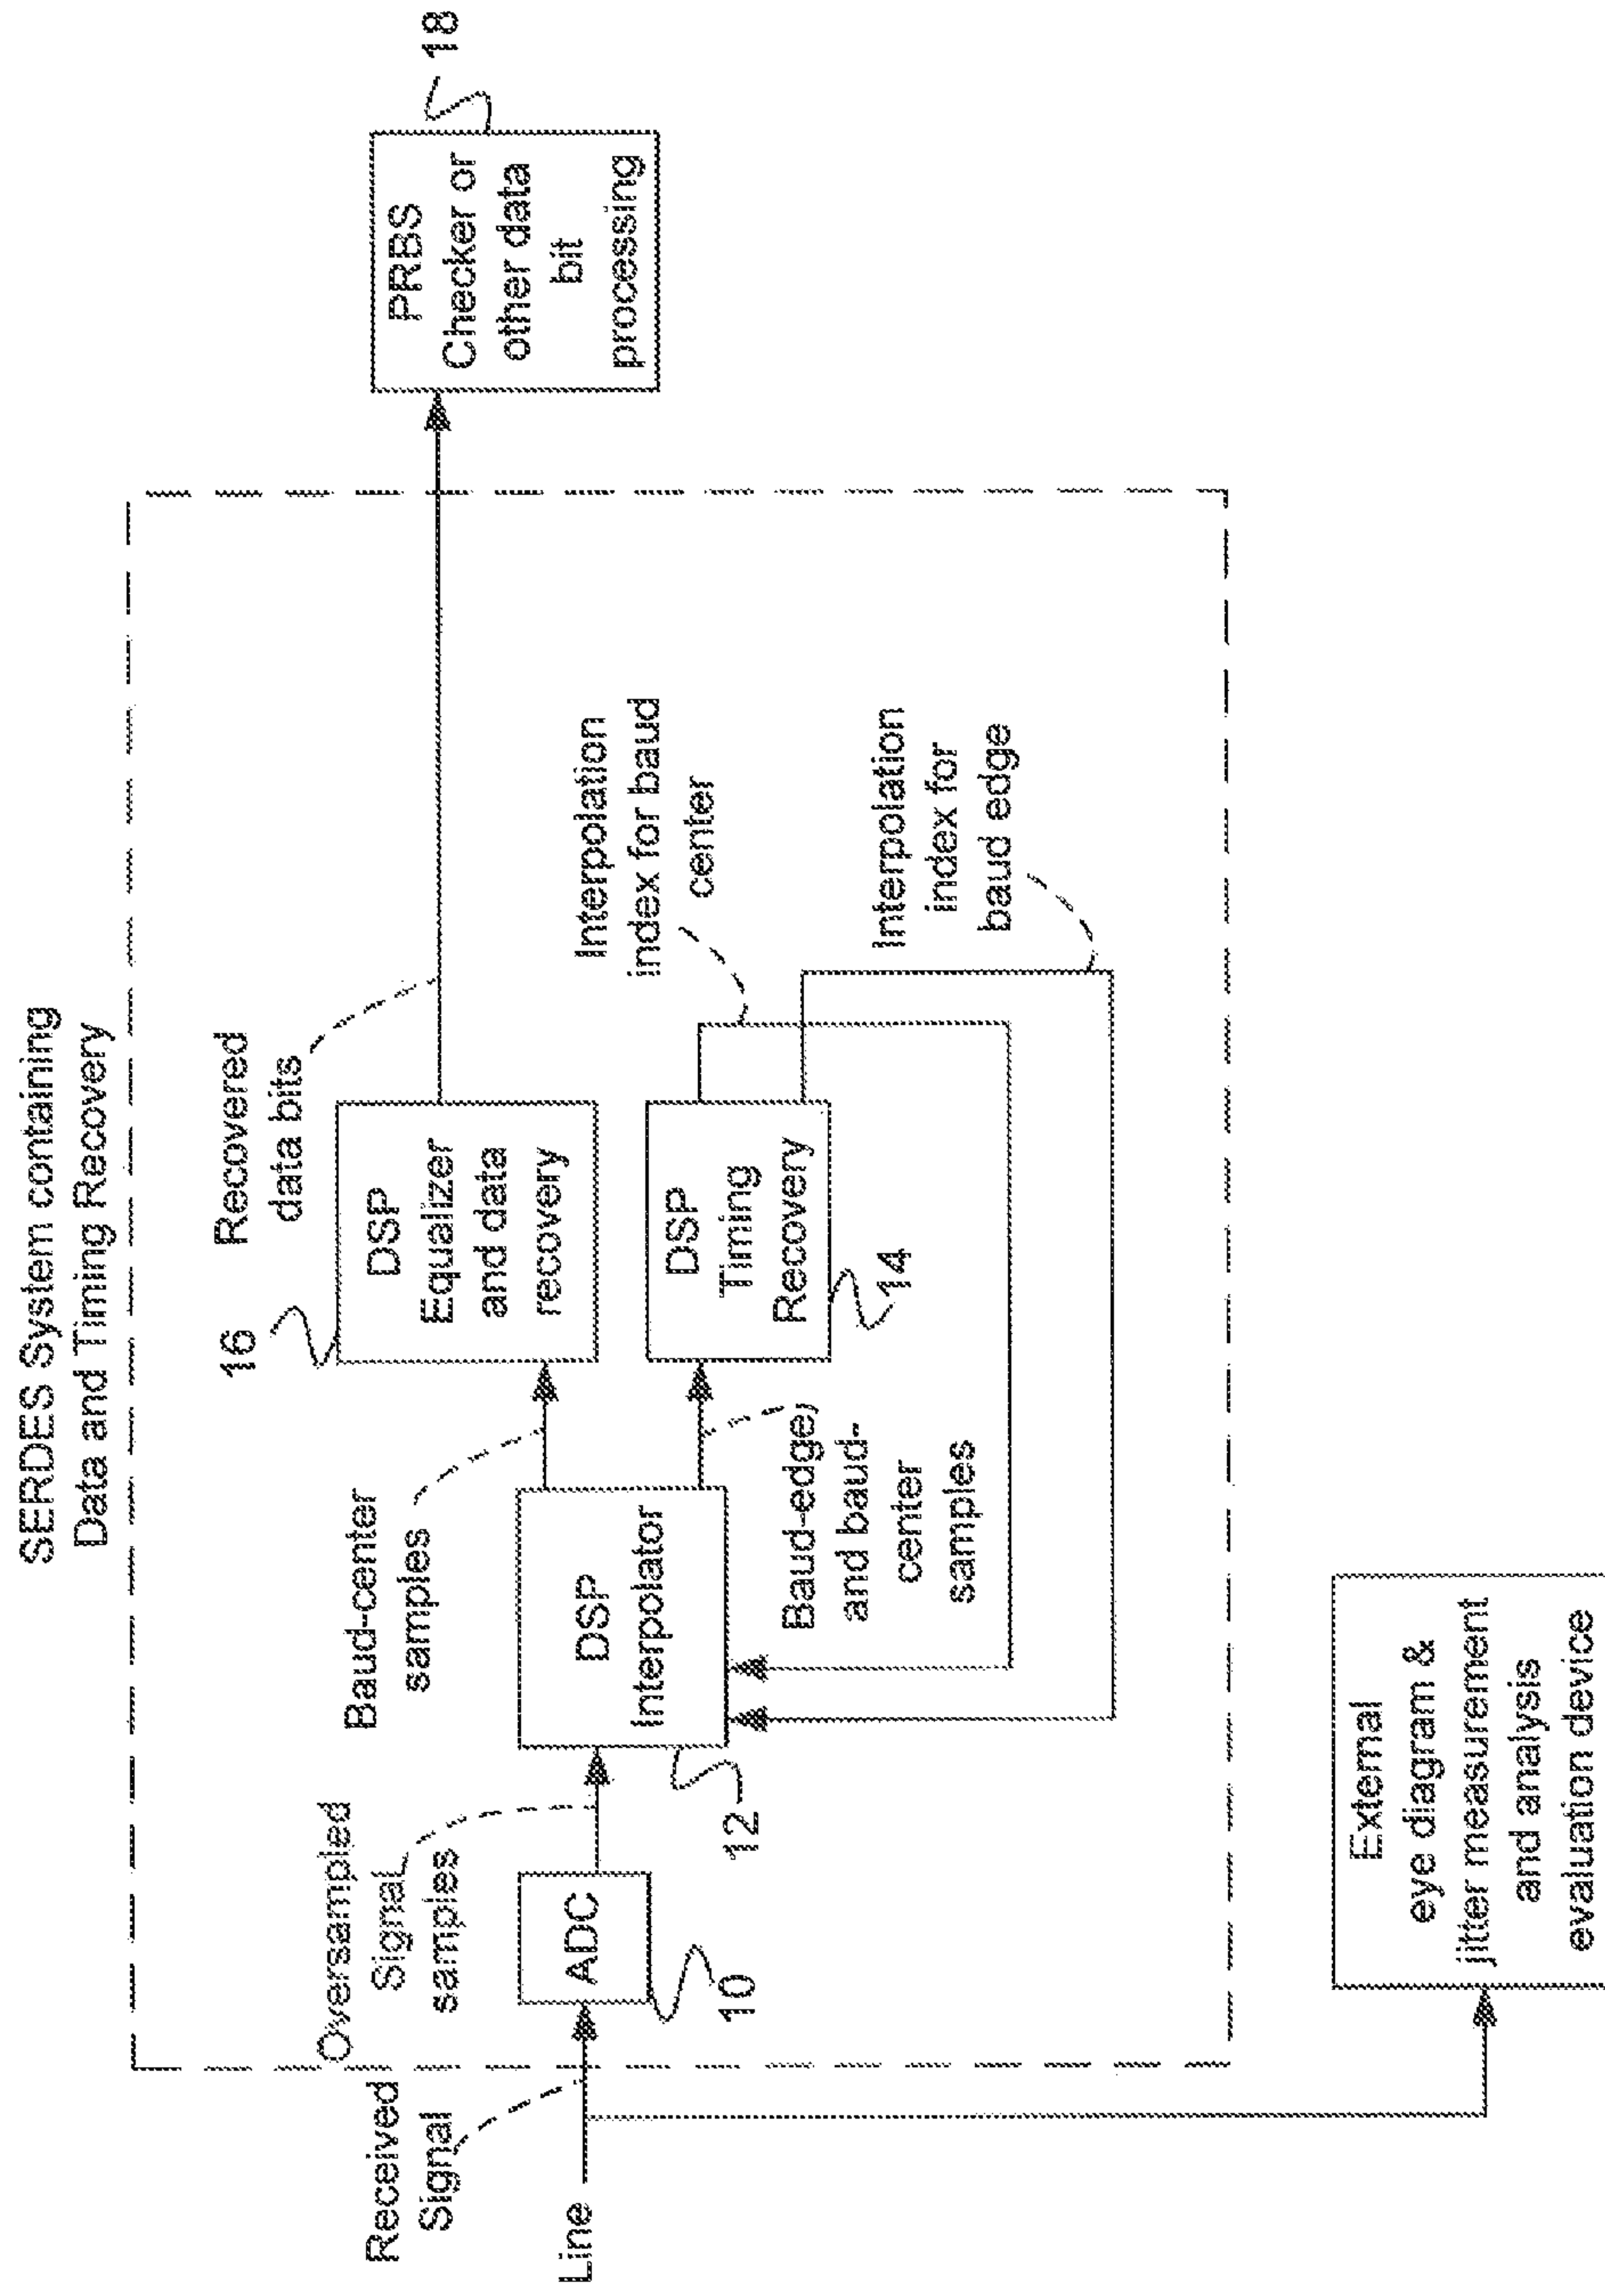 SERDES System containing
Data and Timing Recovery
Received
Signal
Line
Oversampled
Signal
samples
ADC
10
DSP
Interpolator
12
Baud-center
samples
Baud-edge,
and baud-
center
samples
16
DSP
Equalizer
and data
recovery
DSP
Timing
Recovery
14
Recovered
data bits
Interpolation
index for baud
center
Interpolation
index for
baud edge
PRBS
Checker or
other data
bit
processing
18
External
eye diagram &
jitter measurement
and analysis
evaluation device